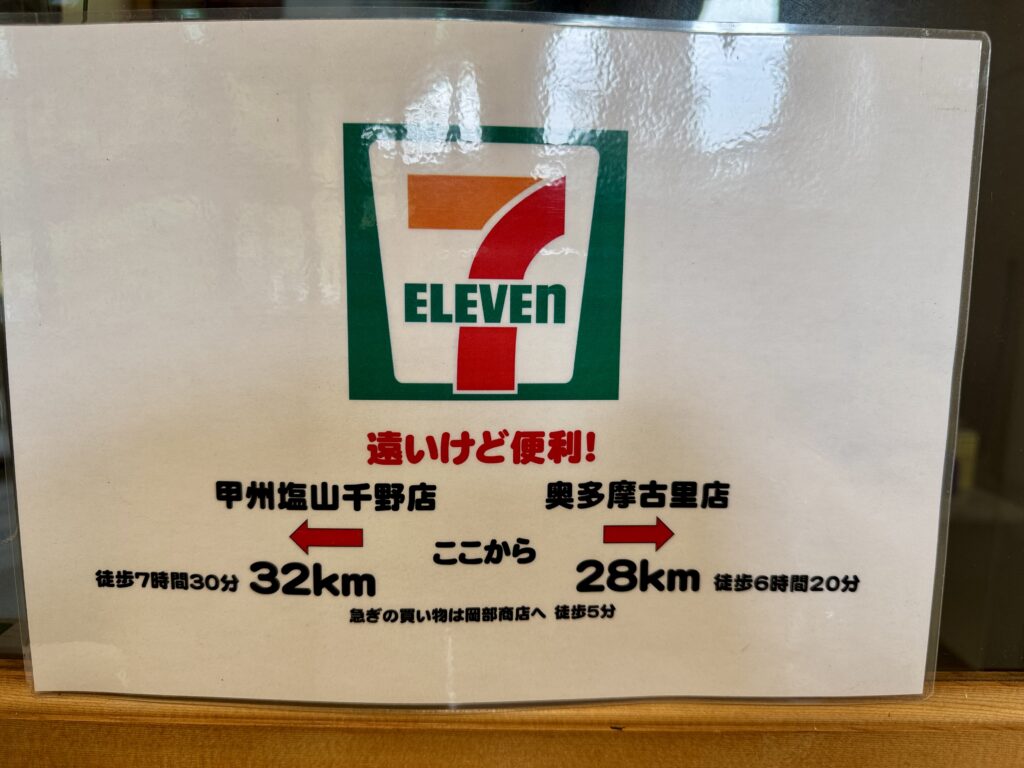 7
ELEVEn
遠いけど便利!
甲州塩山千野店 奥多摩古里店
ここから
徒歩7時間30分 32km 28km 徒歩6時間20分
急ぎの買い物は岡部商店へ 徒歩5分